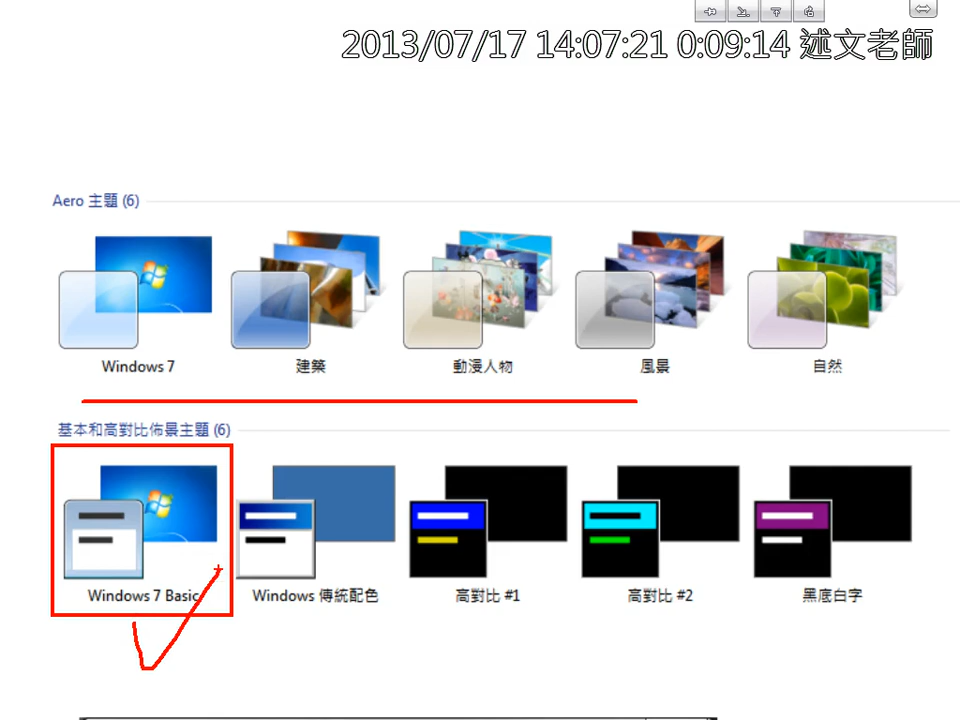 2013/07/17 14:07:21 0:09:14 述文老師
Aero 主題 (6)
Windows 7
建築
動漫人物
風景
自然
基本和高對比佈景主題 (6)
Windows 7 Basic
Windows 傳統配色
高對比 #1
高對比 #2
黑底白字